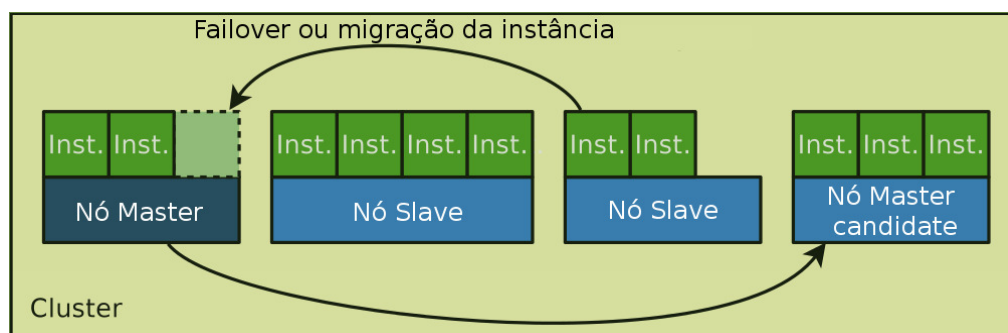 Failover ou migração da instância
Inst. Inst. Inst. Inst. Inst. Inst. Inst. Inst. Inst. Inst. Inst.
Nó Master
Nó Slave
Nó Slave
Nó Master
candidate
Cluster